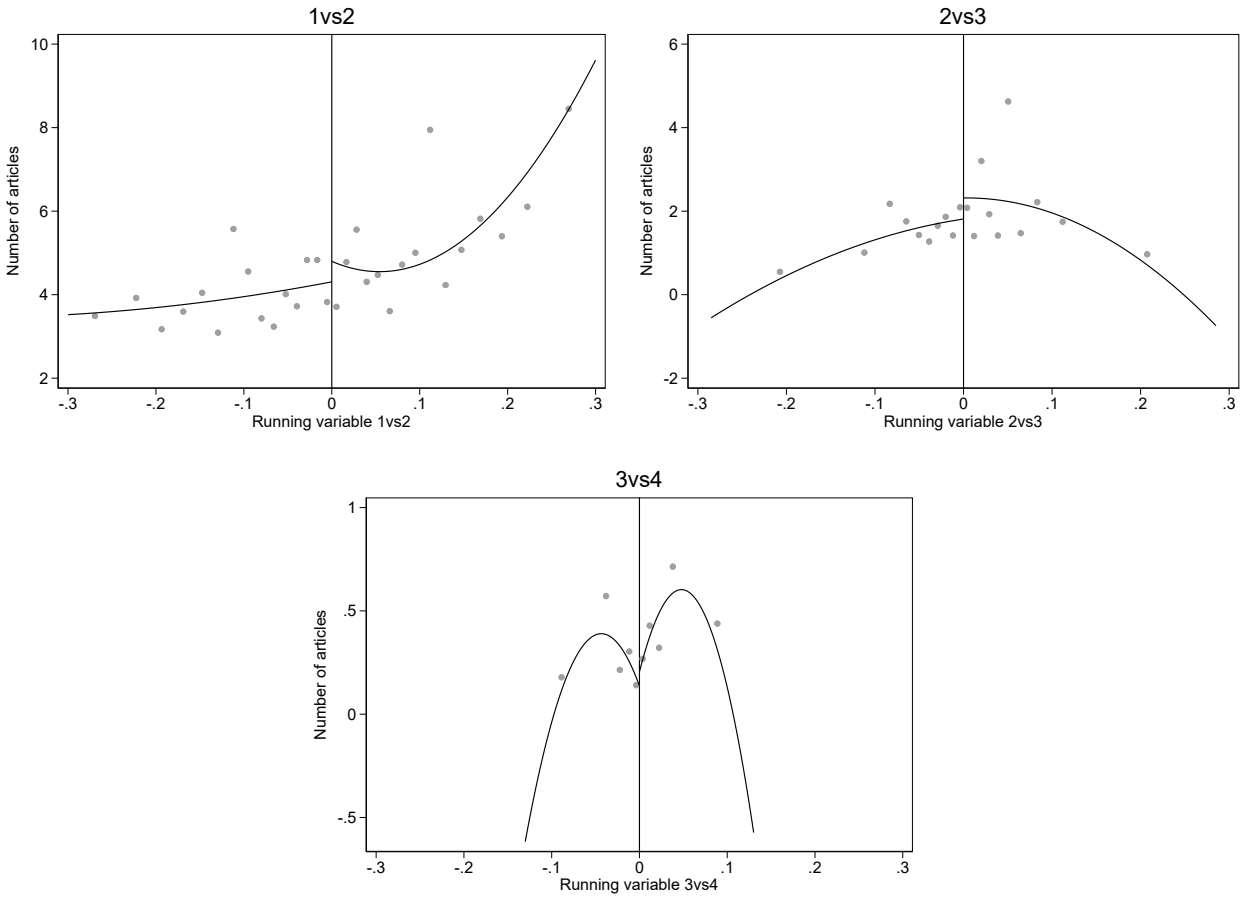 1vs2
10
8
6
4
2
Number of articles
-.3 -.2 -.1 0 .1 .2 .3
Running variable 1vs2
2vs3
6
4
2
0
-2
Number of articles
-.3 -.2 -.1 0 .1 .2 .3
Running variable 2vs3
3vs4
1
.5
0
-.5
Number of articles
-.3 -.2 -.1 0 .1 .2 .3
Running variable 3vs4